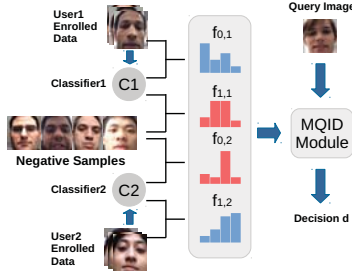 User1
Enrolled
Data
Classifier1
C1
Negative Samples
Classifier2
C2
User2
Enrolled
Data
f0,1
f1,1
f0,2
f1,2
Query Image
MQID
Module
Decision d